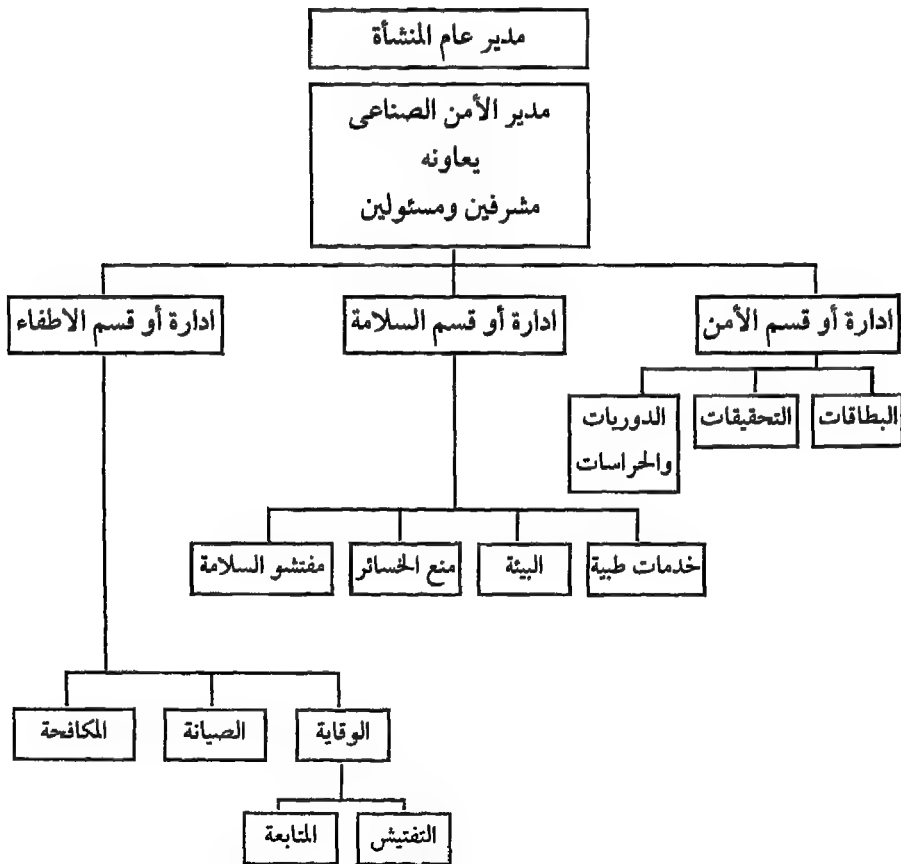 مدير عام المنشأة
مدير الأمن الصناعى
يعاونه
مشرفين ومسئولين
ادارة أو قسم الأمن
ادارة أو قسم السلامة
ادارة أو قسم الاطفاء
البطاقات
التحقيقات
الدوريات
والحراسات
خدمات طبية
البيئة
منع الخسائر
مفتشو السلامة
الوقاية
الصيانة
المكافحة
التفتيش
المتابعة